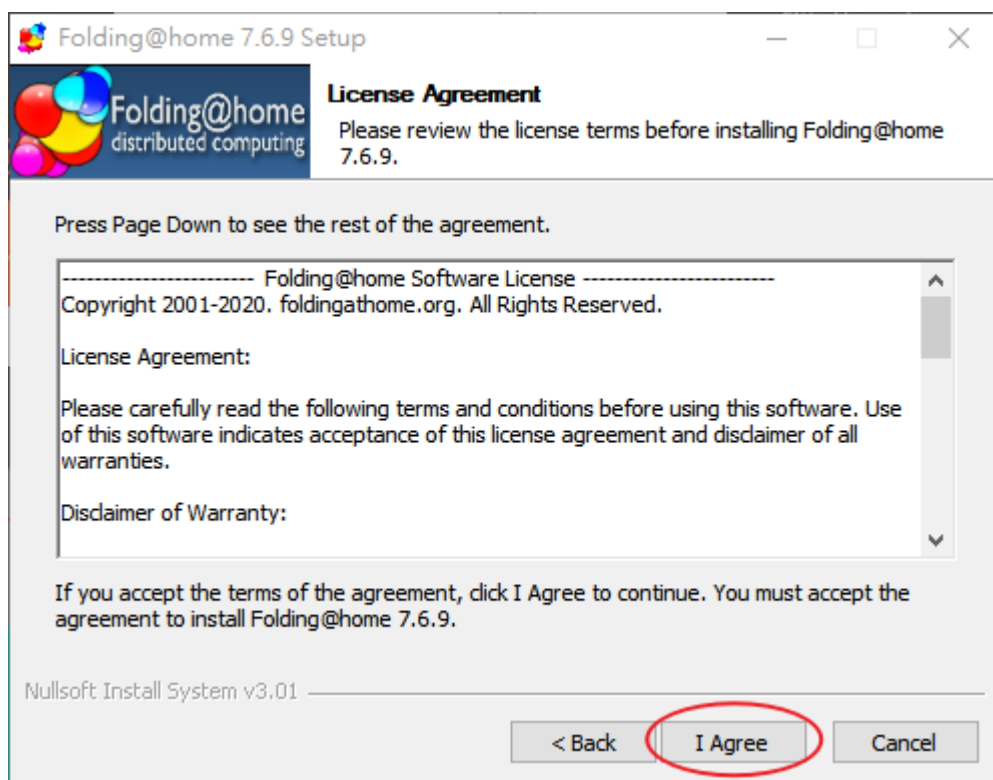 Folding@home 7.6.9 Setup
Folding@home
distributed computing
License Agreement
Please review the license terms before installing Folding@home
7.6.9.
Press Page Down to see the rest of the agreement.
------------------------ Folding@home Software License ------------------------
Copyright 2001-2020. foldingathome.org. All Rights Reserved.
License Agreement:
Please carefully read the following terms and conditions before using this software. Use
of this software indicates acceptance of this license agreement and disclaimer of all
warranties.
Disclaimer of Warranty:
If you accept the terms of the agreement, click I Agree to continue. You must accept the
agreement to install Folding@home 7.6.9.
Nullsoft Install System v3.01
< Back
I Agree
Cancel